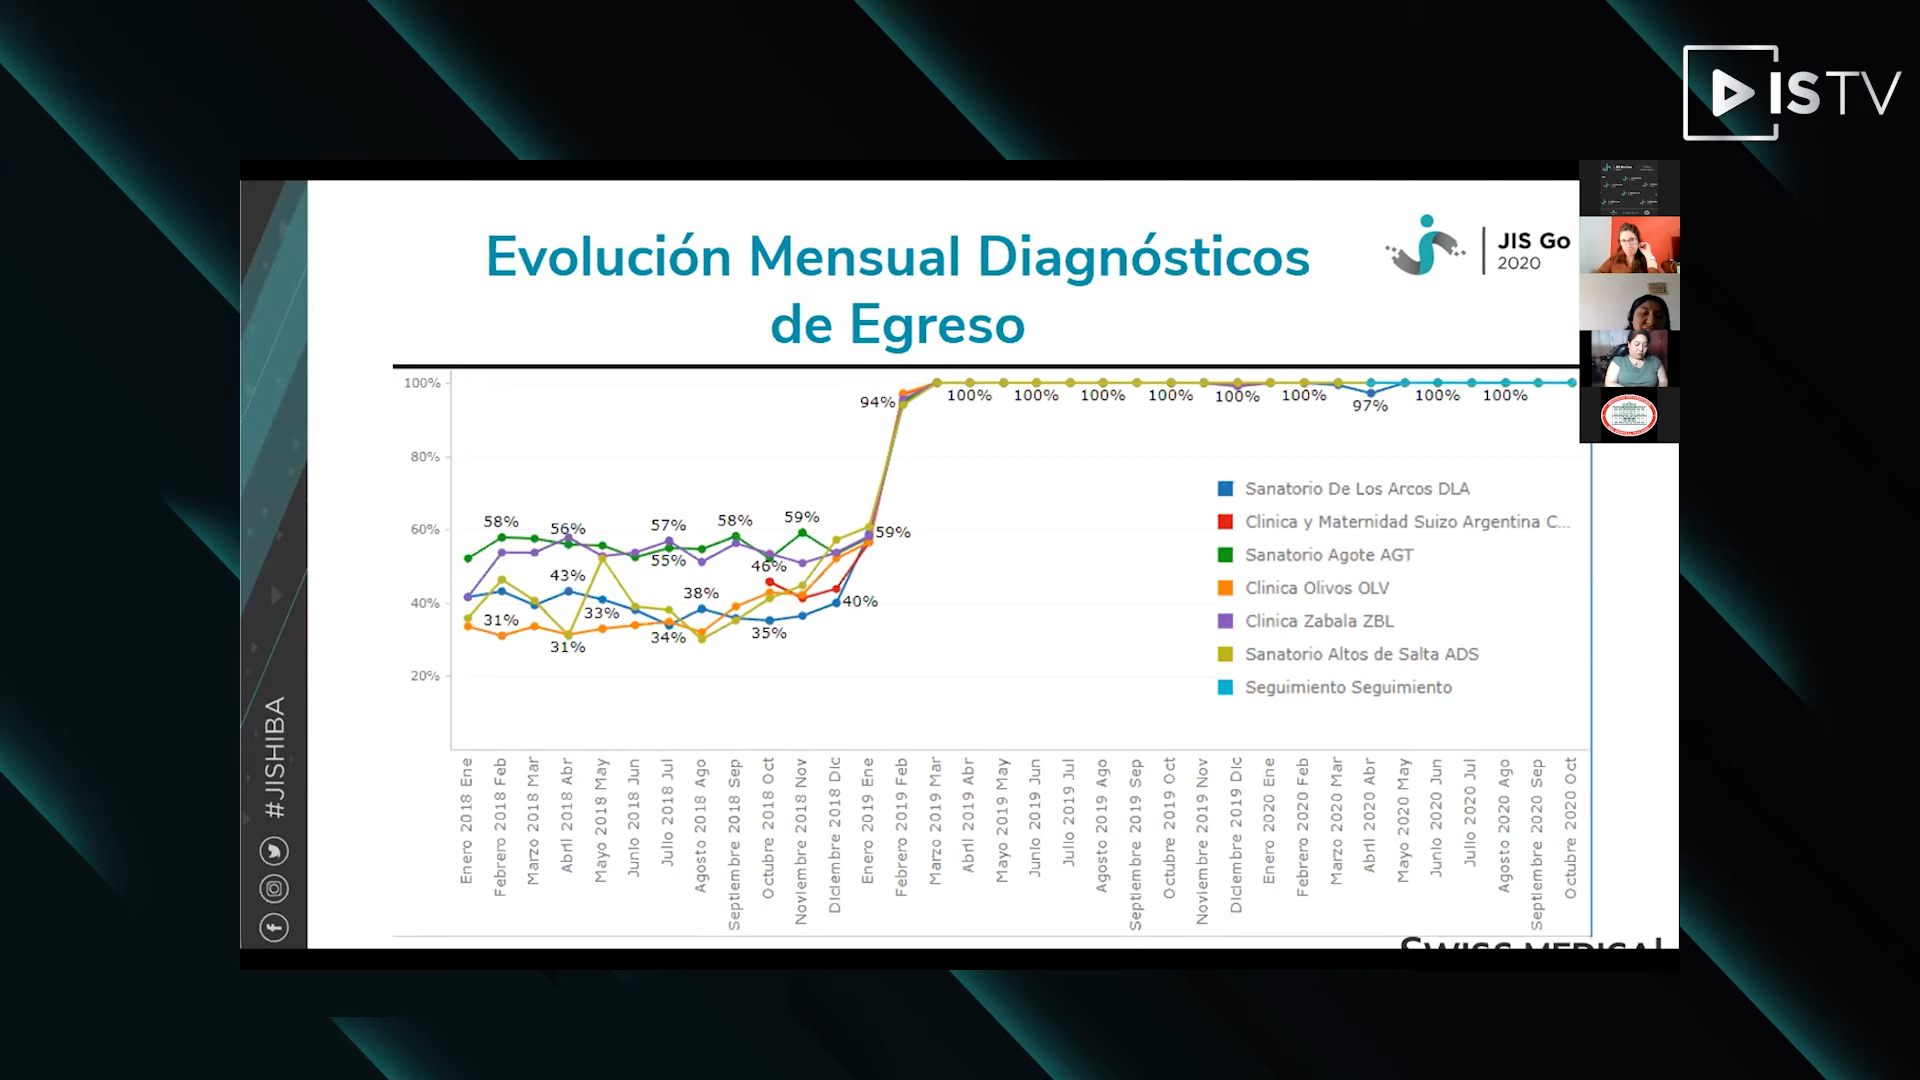 ISTV
Evolución Mensual Diagnósticos
de Egreso
JIS Go
2020
100%
80%
60%
40%
20%
58%
56%
57%
55%
58%
59%
46%
43%
31%
31%
33%
34%
38%
35%
40%
59%
94%
100%
100%
100%
100%
100%
100%
97%
100%
100%
Sanatorio De Los Arcos DLA
Clinica y Maternidad Suizo Argentina C...
Sanatorio Agote AGT
Clinica Olivos OLV
Clinica Zabala ZBL
Sanatorio Altos de Salta ADS
Seguimiento Seguimiento
Enero 2018 Ene
Febrero 2018 Feb
Marzo 2018 Mar
Abril 2018 Abr
Mayo 2018 May
Junio 2018 Jun
Julio 2018 Jul
Agosto 2018 Ago
Septiembre 2018 Sep
Octubre 2018 Oct
Noviembre 2018 Nov
Diciembre 2018 Dic
Enero 2019 Ene
Febrero 2019 Feb
Marzo 2019 Mar
Abril 2019 Abr
Mayo 2019 May
Junio 2019 Jun
Julio 2019 Jul
Agosto 2019 Ago
Septiembre 2019 Sep
Octubre 2019 Oct
Noviembre 2019 Nov
Diciembre 2019 Dic
Enero 2020 Ene
Febrero 2020 Feb
Marzo 2020 Mar
Abril 2020 Abr
Mayo 2020 May
Junio 2020 Jun
Julio 2020 Jul
Agosto 2020 Ago
Septiembre 2020 Sep
Octubre 2020 Oct
#JISHIBA
SWISS MEDICAL